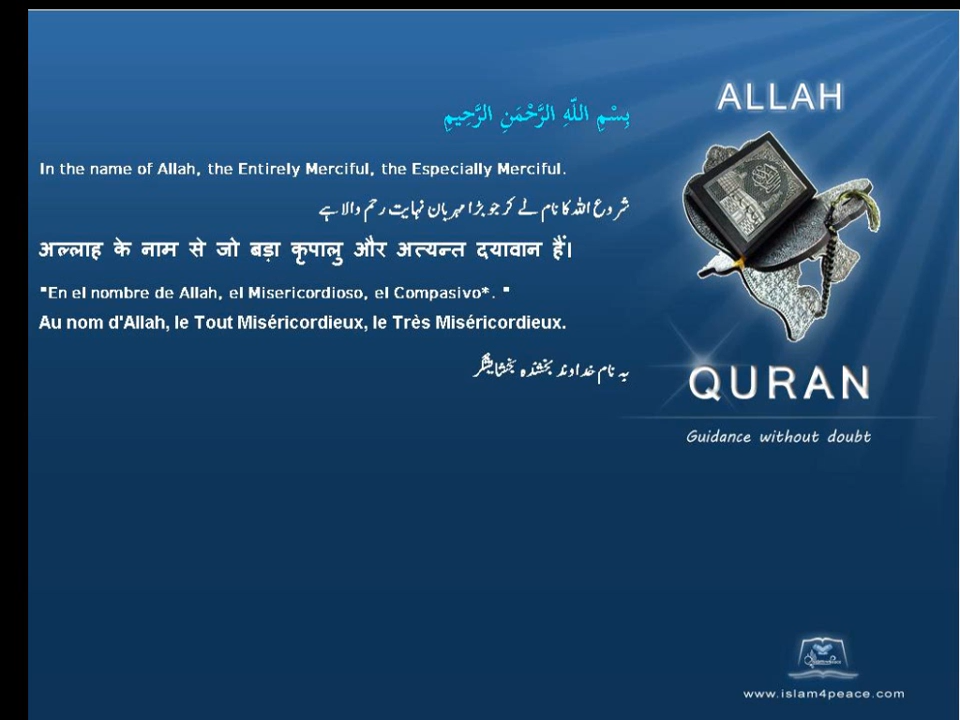 بِسْمِ اللَّهِ الرَّحْمَنِ الرَّحِيمِ
In the name of Allah, the Entirely Merciful, the Especially Merciful.
شروع الله کا نام لے کر جو بڑا مہربان نہایت رحم والا ہے
अल्लाह के नाम से जो बड़ा कृपालु और अत्यन्त दयावान हैं।
"En el nombre de Allah, el Misericordioso, el Compasivo*. "
Au nom d'Allah, le Tout Miséricordieux, le Très Miséricordieux.
به نام خداوند بخشنده بخشایشگر
ALLAH
QURAN
Guidance without doubt
www.islam4peace.com